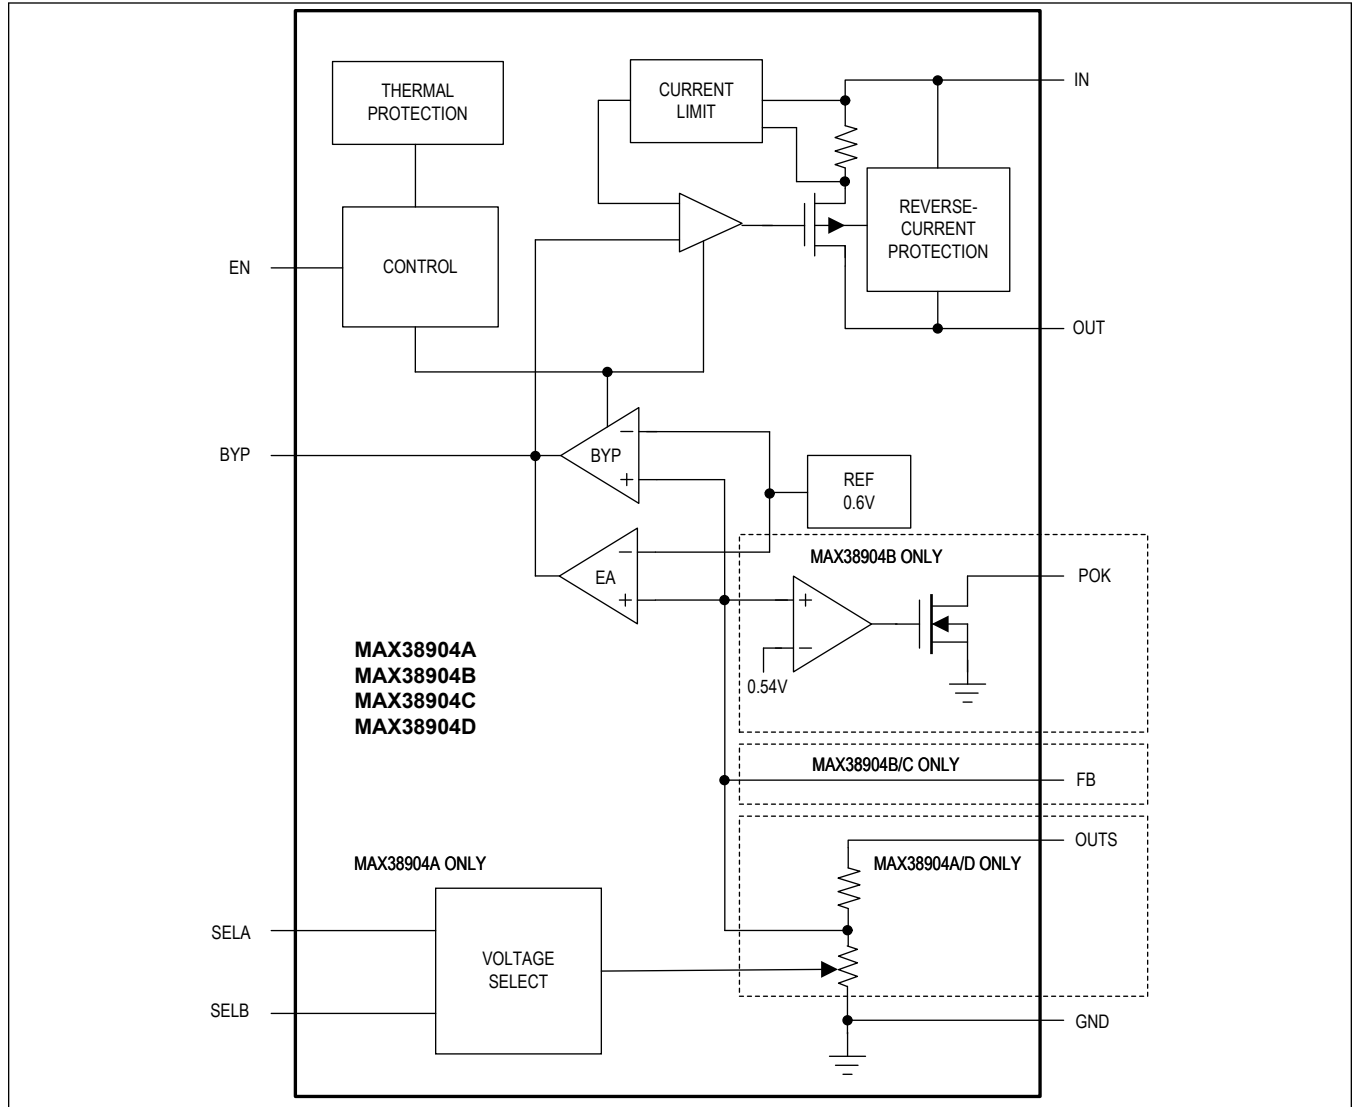 THERMAL
PROTECTION
CURRENT
LIMIT
IN
REVERSE-
CURRENT
PROTECTION
EN
CONTROL
OUT
BYP
BYP
−
+
REF
0.6V
EA
−
+
MAX38904B ONLY
POK
+
−
0.54V
MAX38904A
MAX38904B
MAX38904C
MAX38904D
MAX38904B/C ONLY
FB
OUTS
MAX38904A ONLY
MAX38904A/D ONLY
SELA
VOLTAGE
SELECT
SELB
GND